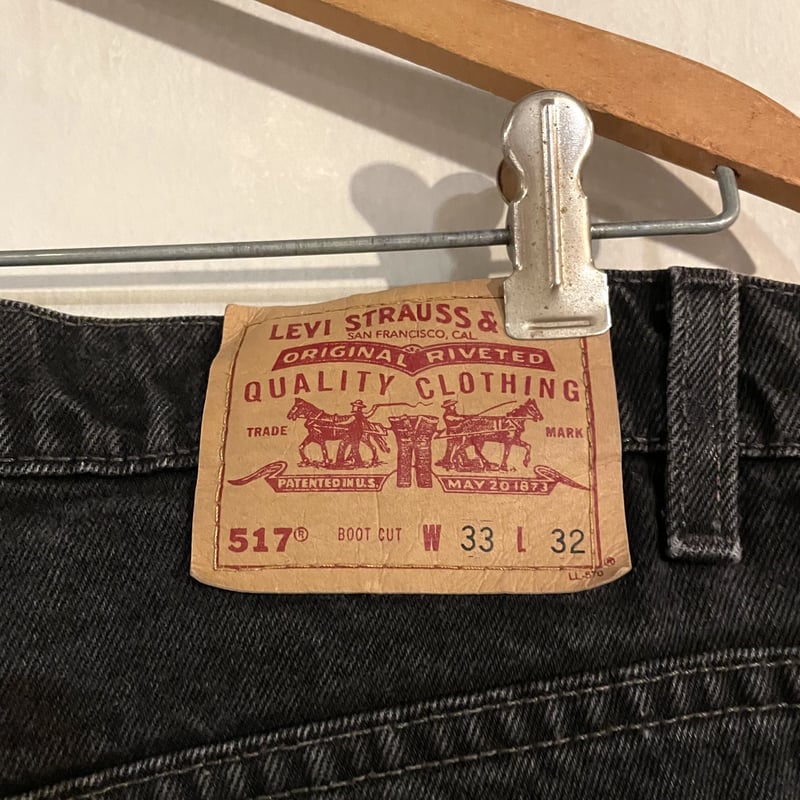 LEVI STRAUSS &
SAN FRANCISCO, CAL.
ORIGINAL RIVETED
QUALITY CLOTHING
TRADE MARK
PATENTED IN U.S. MAY 20 1873
517® BOOT CUT W 33 L 32
®